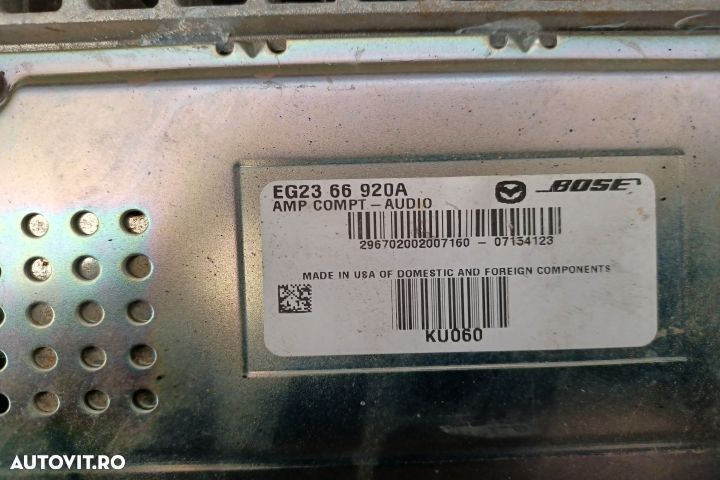 EG23 66 920A
BOSE
AMP COMPT - AUDIO
296702002007160 - 07134123
MADE IN USA OF DOMESTIC AND FOREIGN COMPONENTS
KU060
AUTOVIT.RO